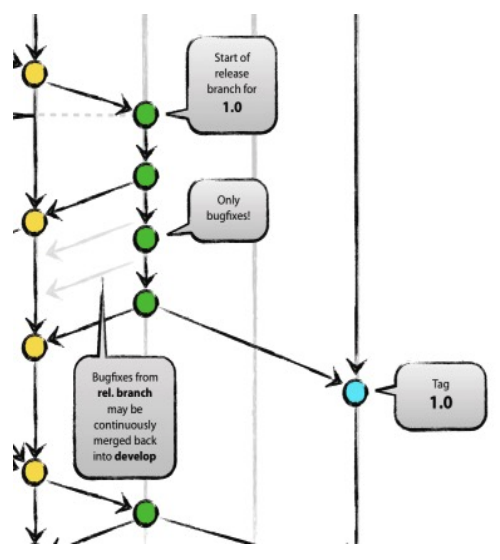 Start of
release
branch for
1.0
Only
bugfixes!
Bugfixes from
rel. branch
may be
continuously
merged back
into develop
Tag
1.0